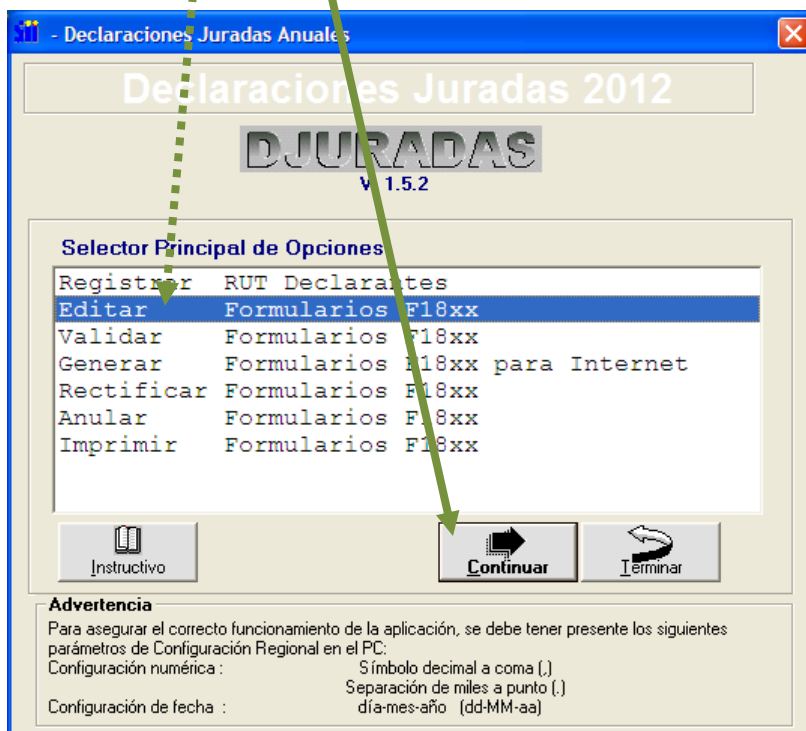 SII - Declaraciones Juradas Anuales
Declaraciones Juradas 2012
DJURADAS
V. 1.5.2
Selector Principal de Opciones
Registrar RUT Declarantes
Editar Formularios F18xx
Validar Formularios F18xx
Generar Formularios F18xx para Internet
Rectificar Formularios F18xx
Anular Formularios F18xx
Imprimir Formularios F18xx
Instructivo
Continuar
Terminar
Advertencia
Para asegurar el correcto funcionamiento de la aplicación, se debe tener presente los siguientes
parámetros de Configuración Regional en el PC:
Configuración numérica : Símbolo decimal a coma (,)
Separación de miles a punto (.)
Configuración de fecha : día-mes-año (dd-MM-aa)